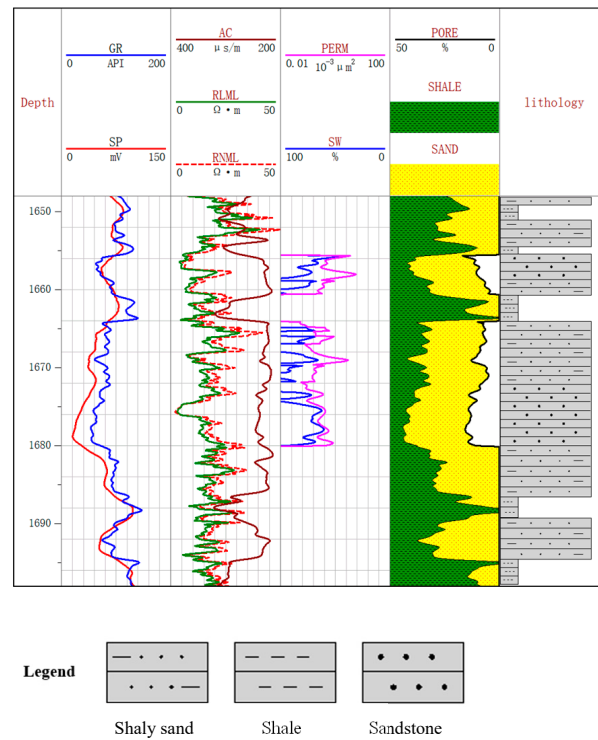 Depth
GR
0 API 200
SP
0 mV 150
AC
400 μs/m 200
RLML
0 Ω•m 50
RNML
0 Ω•m 50
PERM
0.01 10⁻³μm² 100
SW
100 % 0
PORE
50 % 0
SHALE
SAND
lithology
1650
1660
1670
1680
1690
Legend
Shaly sand
Shale
Sandstone